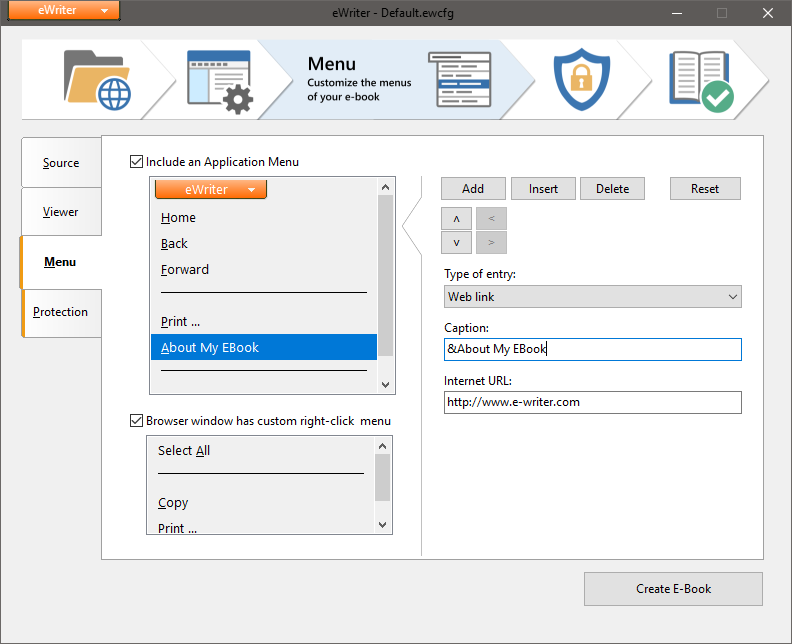 eWriter
eWriter - Default.ewcfg
Menu
Customize the menus
of your e-book
Source
Viewer
Menu
Protection
Include an Application Menu
eWriter
Home
Back
Forward
Print ...
About My EBook
Browser window has custom right-click menu
Select All
Copy
Print ...
Add
Insert
Delete
Reset
Type of entry:
Web link
Caption:
&About My EBook
Internet URL:
http://www.e-writer.com
Create E-Book